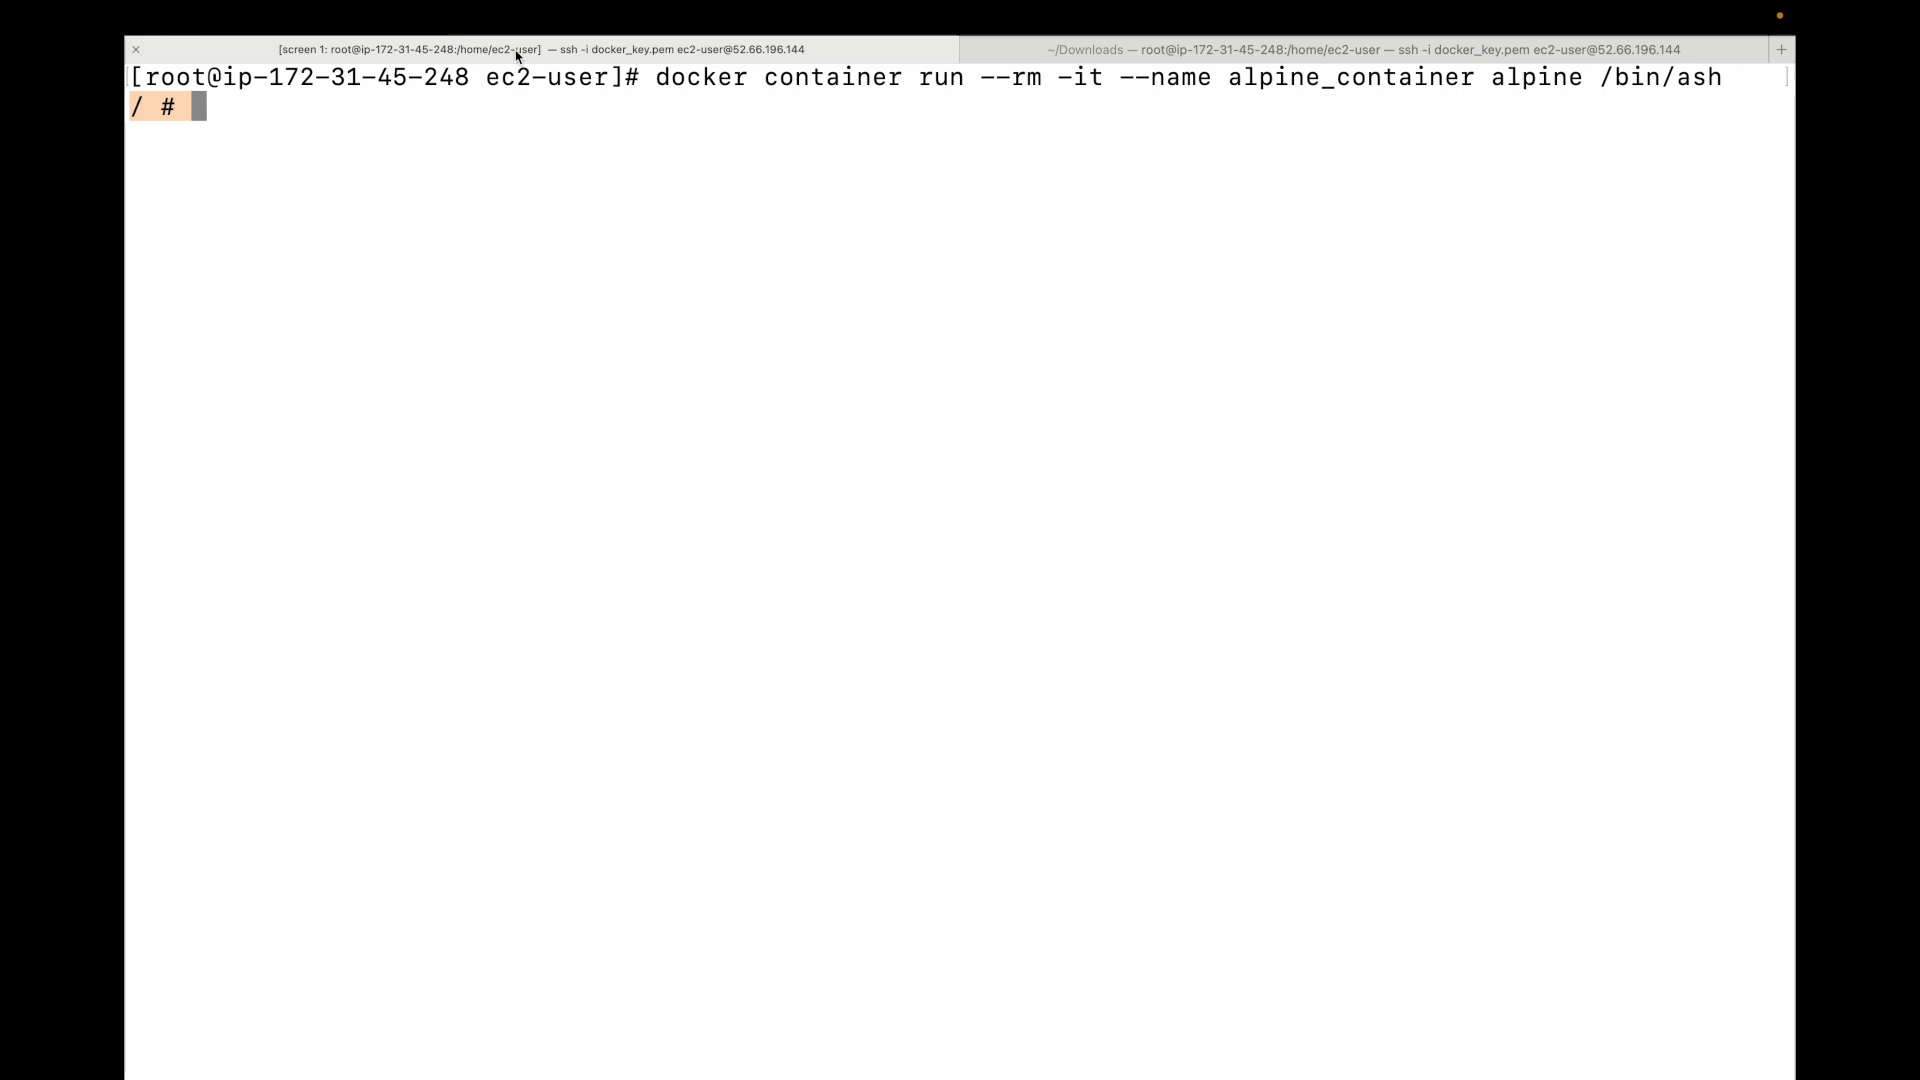 × [screen 1: root@ip-172-31-45-248:/home/ec2-user] — ssh -i docker_key.pem ec2-user@52.66.196.144
~/Downloads — root@ip-172-31-45-248:/home/ec2-user — ssh -i docker_key.pem ec2-user@52.66.196.144 +
[root@ip-172-31-45-248 ec2-user]# docker container run --rm -it --name alpine_container alpine /bin/ash ]
/ #